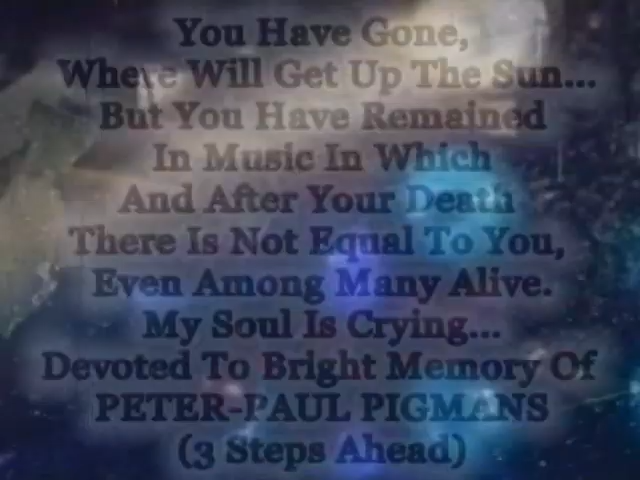 You Have Gone,
Where Will Get Up The Sun...
But You Have Remained
In Music In Which
And After Your Death
There Is Not Equal To You,
Even Among Many Alive.
My Soul Is Crying...
Devoted To Bright Memory Of
PETER-PAUL PIGMANS
(3 Steps Ahead)